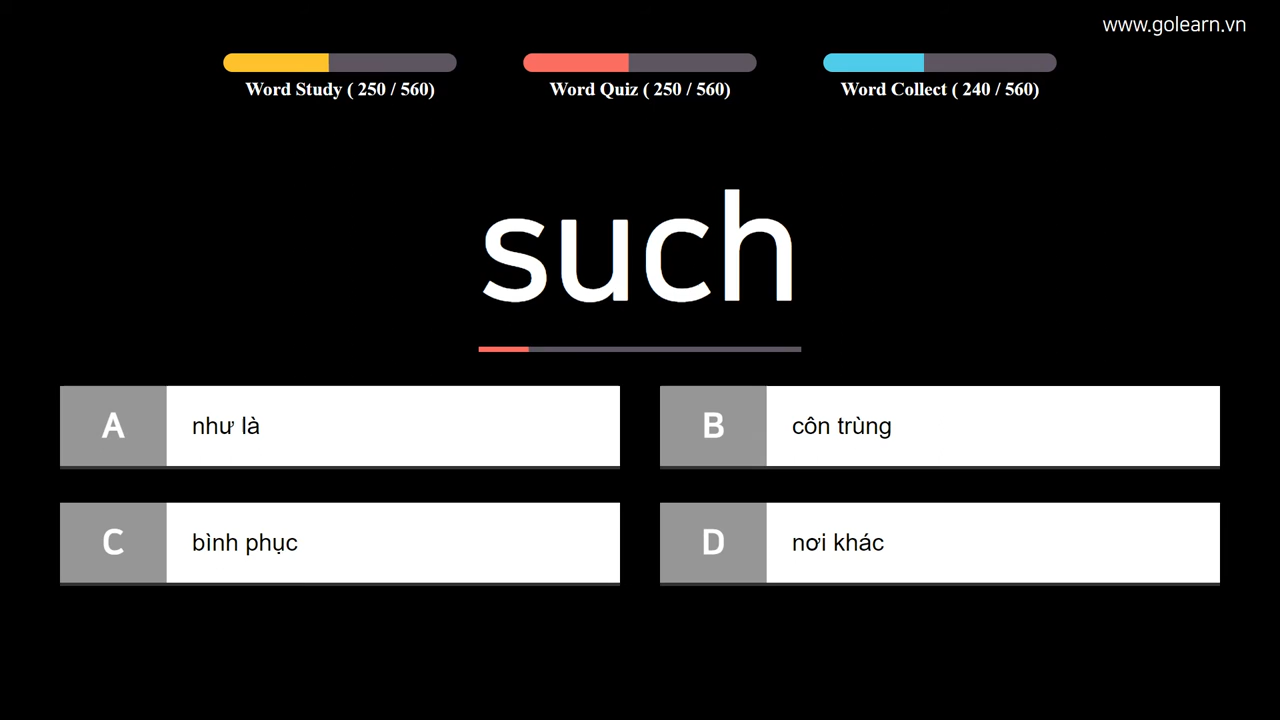 www.golearn.vn
Word Study ( 250 / 560)
Word Quiz ( 250 / 560)
Word Collect ( 240 / 560)
such
A như là
B côn trùng
C bình phục
D nơi khác